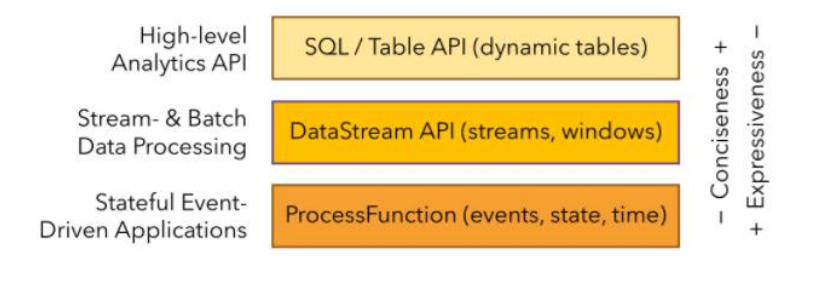 High-level
Analytics API
SQL / Table API (dynamic tables)
Stream- & Batch
Data Processing
DataStream API (streams, windows)
Stateful Event-
Driven Applications
ProcessFunction (events, state, time)
– Conciseness +
+ Expressiveness –